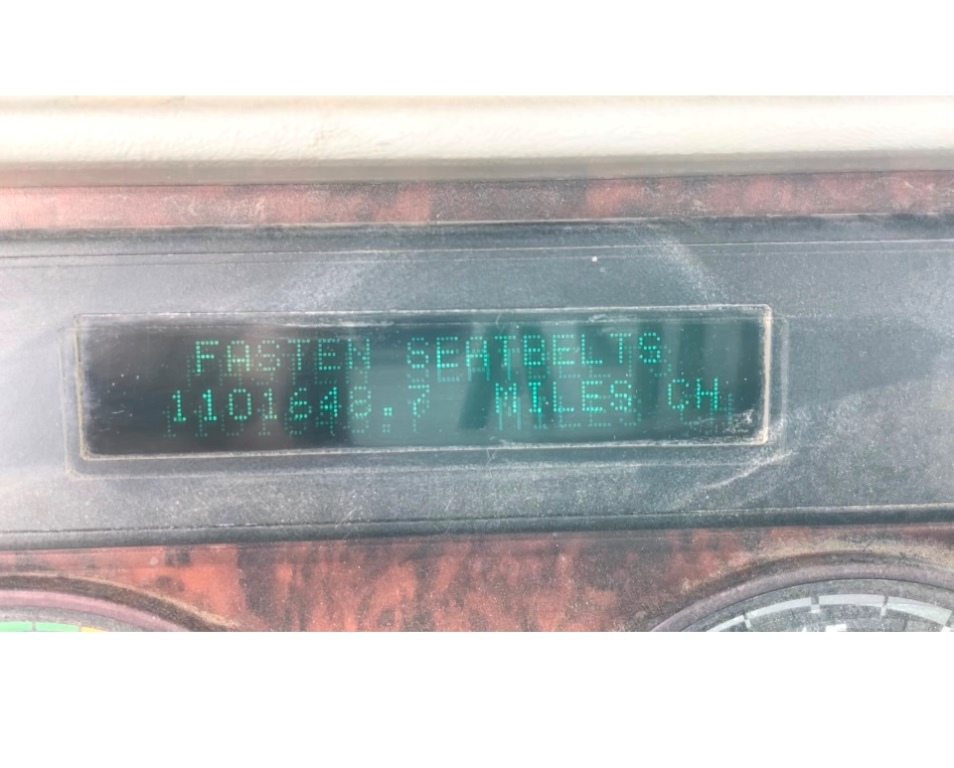 FASTEN SEATBELTS
1101648.7 MILES CH